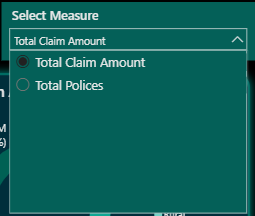 Select Measure
Total Claim Amount
Total Claim Amount
Total Polices
M
%)